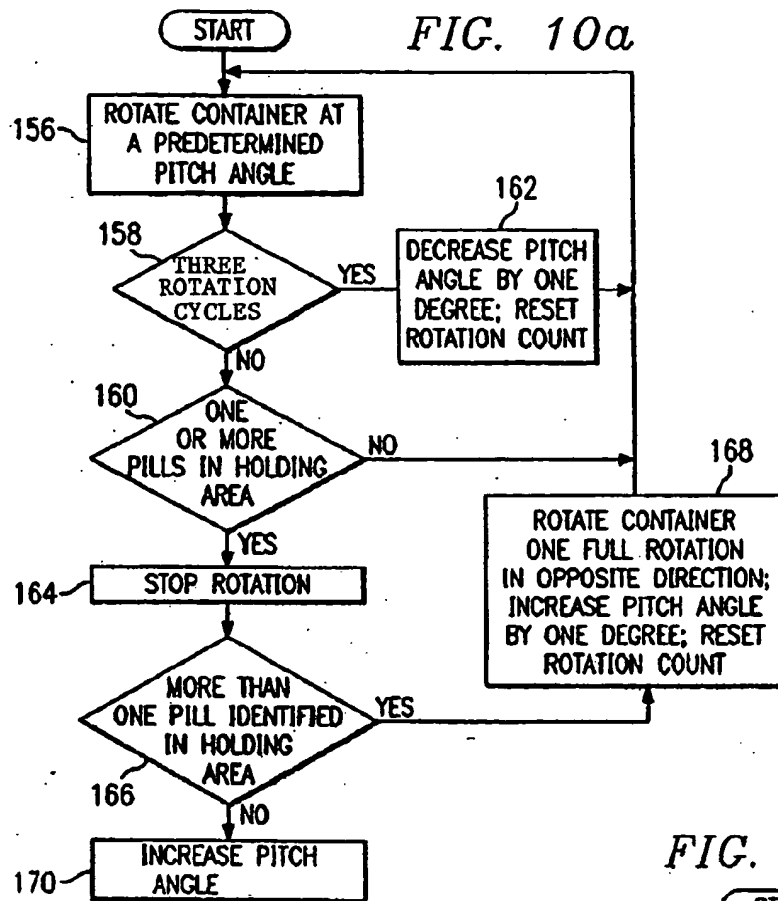 START
FIG. 10a
156
ROTATE CONTAINER AT
A PREDETERMINED
PITCH ANGLE
158
THREE
ROTATION
CYCLES
YES
162
DECREASE PITCH
ANGLE BY ONE
DEGREE; RESET
ROTATION COUNT
NO
160
ONE
OR MORE
PILLS IN HOLDING
AREA
NO
168
ROTATE CONTAINER
ONE FULL ROTATION
IN OPPOSITE DIRECTION;
INCREASE PITCH ANGLE
BY ONE DEGREE; RESET
ROTATION COUNT
YES
164
STOP ROTATION
MORE THAN
ONE PILL IDENTIFIED
IN HOLDING
AREA
YES
166
NO
170
INCREASE PITCH
ANGLE
FIG.